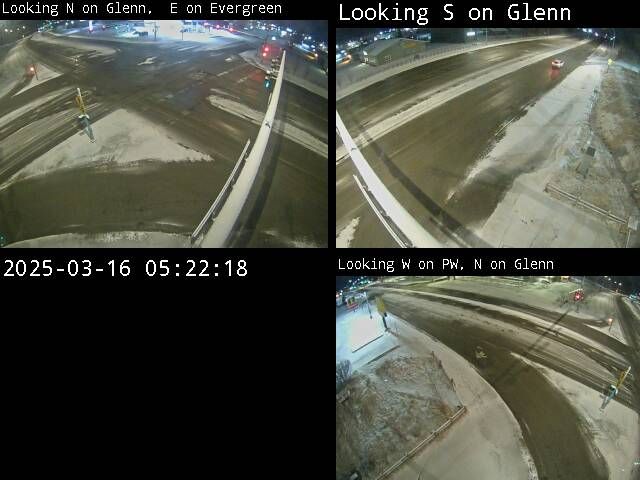 Looking N on Glenn,  E on Evergreen
Looking S on Glenn
2025-03-16 05:22:18
Looking W on PW, N on Glenn